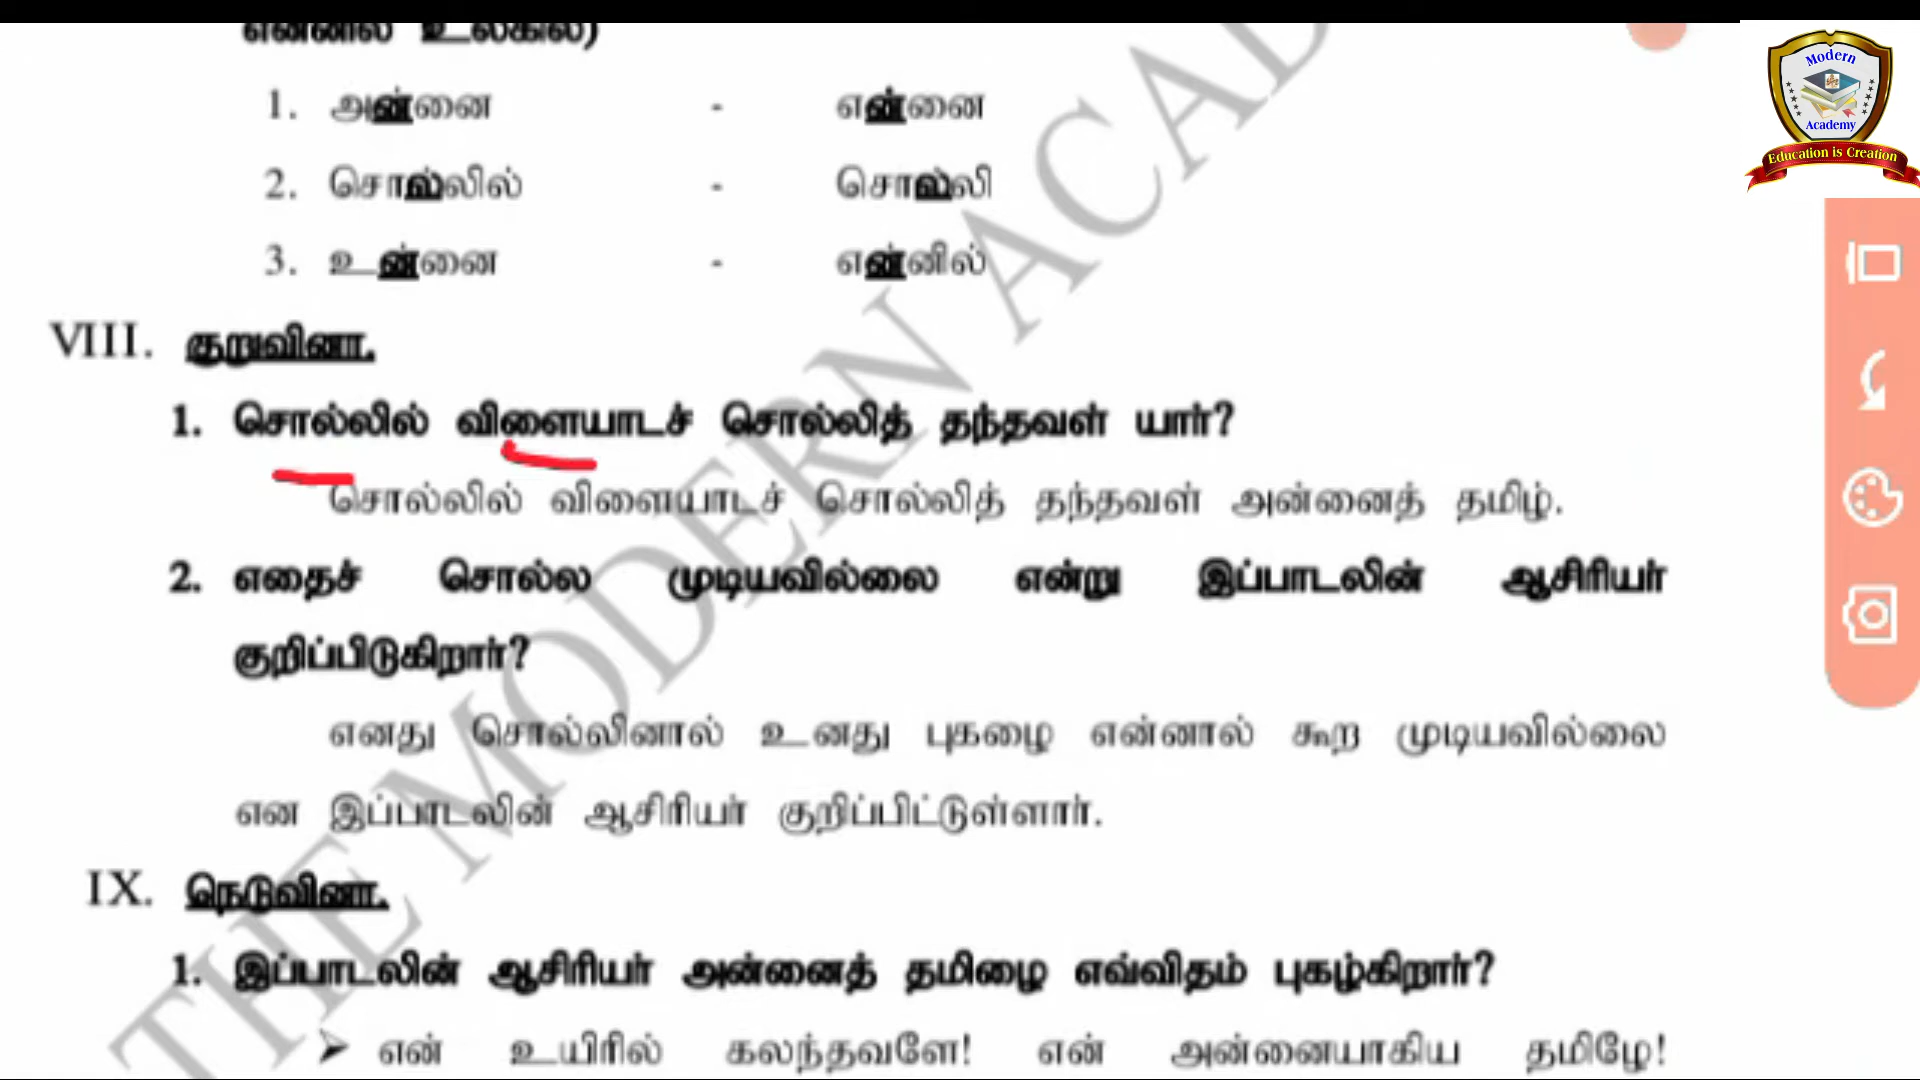 என்னில் உலகில்)
1. அன்னை - என்னை
2. சொல்லில் - சொல்லி
3. உன்னை - என்னில்
VIII. குறுவினா.
1. சொல்லில் விளையாடச் சொல்லித் தந்தவள் யார்?
சொல்லில் விளையாடச் சொல்லித் தந்தவள் அன்னைத் தமிழ்.
2. எதைச் சொல்ல முடியவில்லை என்று இப்பாடலின் ஆசிரியர்
குறிப்பிடுகிறார்?
எனது சொல்லினால் உனது புகழை என்னால் கூற முடியவில்லை
என இப்பாடலின் ஆசிரியர் குறிப்பிட்டுள்ளார்.
IX. நெடுவினா.
1. இப்பாடலின் ஆசிரியர் அன்னைத் தமிழை எவ்விதம் புகழ்கிறார்?
➢ என் உயிரில் கலந்தவளே! என் அன்னையாகிய தமிழே!
THE MODERN ACAD
Modern
Academy
Education is Creation